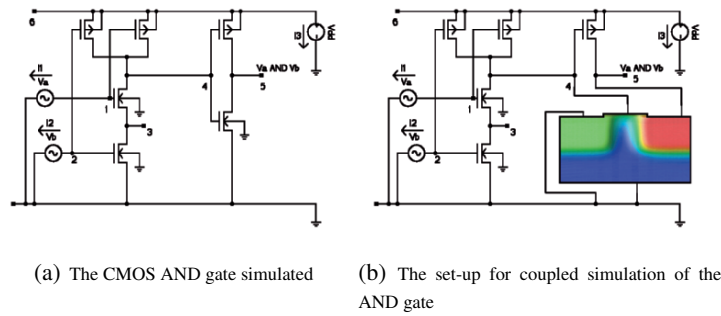 6
I3
PPA
I1
Va
I2
Vb
1
2
3
4
Va AND Vb
5
6
I3
PPA
I1
Va
I2
Vb
1
2
3
4
Va AND Vb
5
(a) The CMOS AND gate simulated
(b) The set-up for coupled simulation of the
AND gate